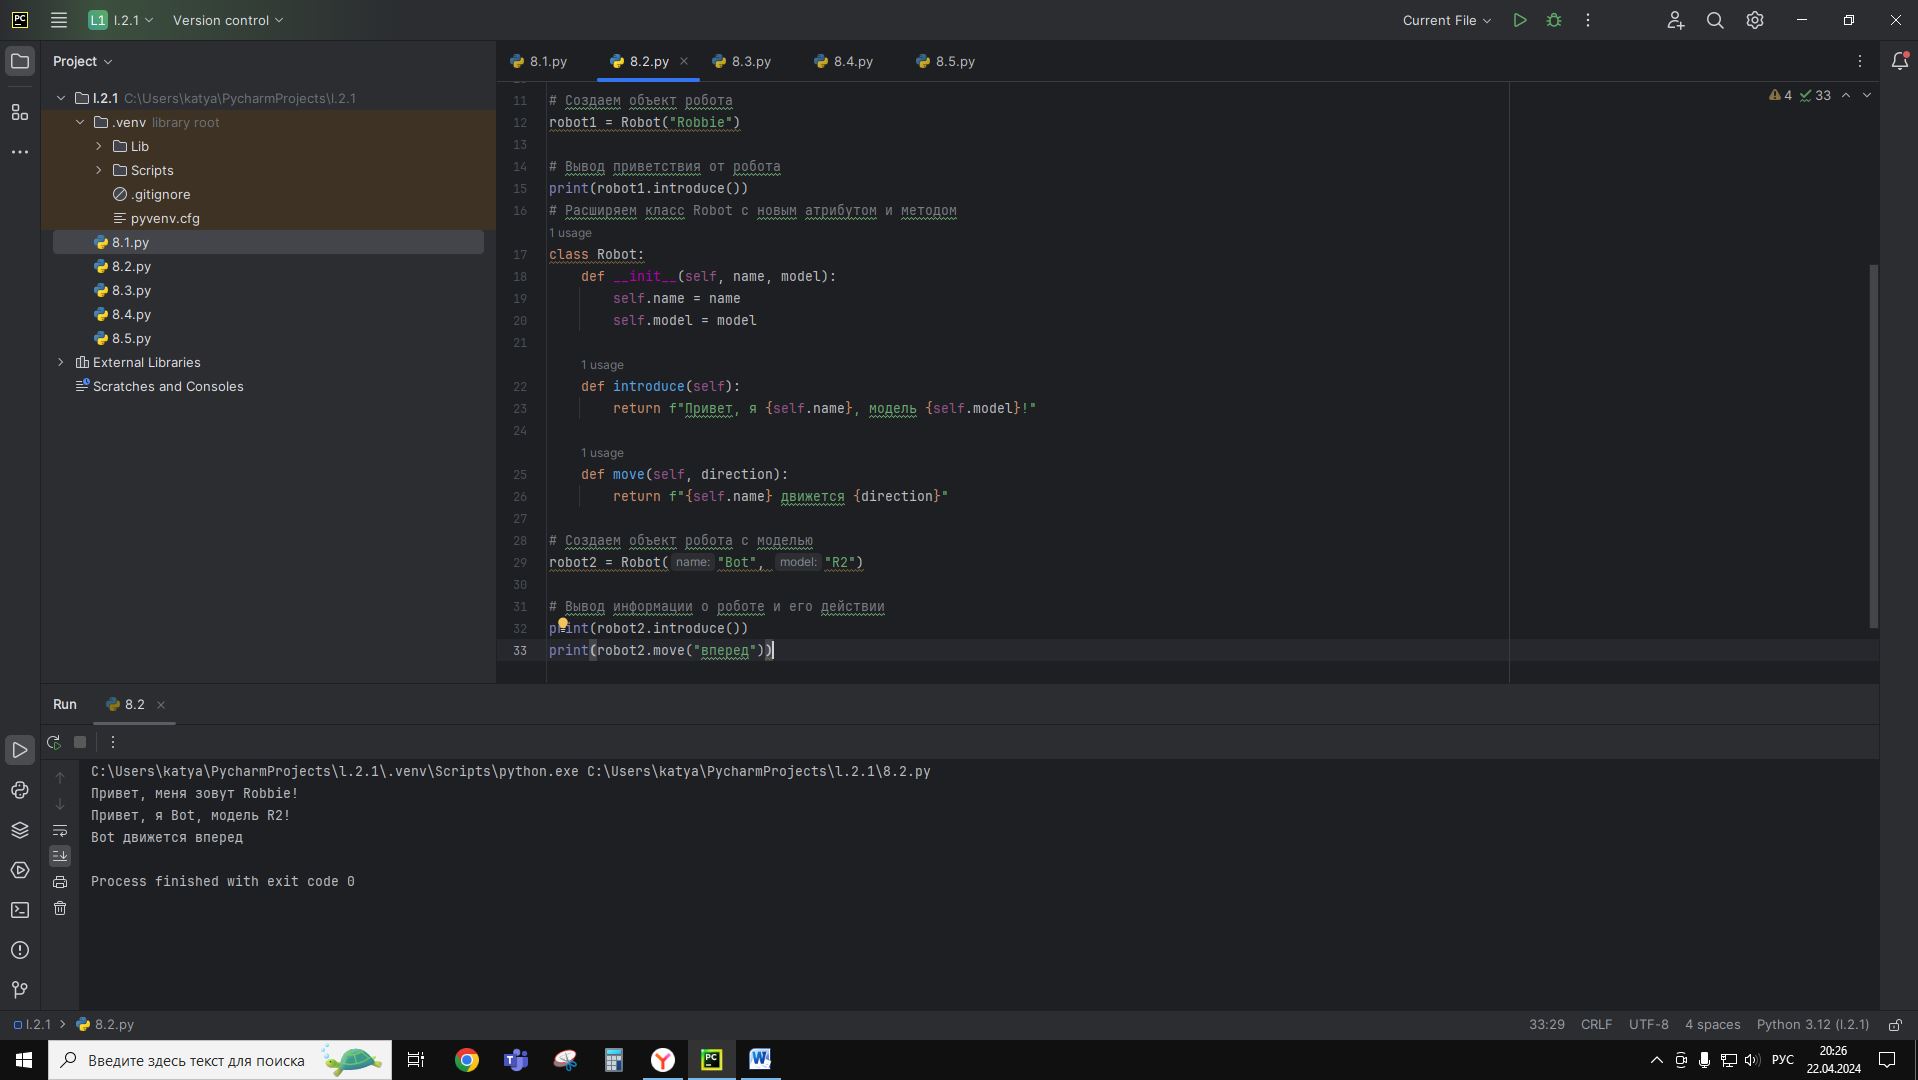 PC L1 l.2.1 Version control Current File
Project
8.1.py 8.2.py 8.3.py 8.4.py 8.5.py
l.2.1 C:\Users\katya\PycharmProjects\l.2.1
.venv library root
Lib
Scripts
.gitignore
pyvenv.cfg
8.1.py
8.2.py
8.3.py
8.4.py
8.5.py
External Libraries
Scratches and Consoles
4 33
11 # Создаем объект робота
12 robot1 = Robot("Robbie")
13
14 # Вывод приветствия от робота
15 print(robot1.introduce())
16 # Расширяем класс Robot с новым атрибутом и методом
1 usage
17 class Robot:
18 def __init__(self, name, model):
19 self.name = name
20 self.model = model
21
1 usage
22 def introduce(self):
23 return f"Привет, я {self.name}, модель {self.model}!"
24
1 usage
25 def move(self, direction):
26 return f"{self.name} движется {direction}"
27
28 # Создаем объект робота с моделью
29 robot2 = Robot( name: "Bot", model: "R2")
30
31 # Вывод информации о роботе и его действии
32 print(robot2.introduce())
33 print(robot2.move("вперед"))
Run 8.2
C:\Users\katya\PycharmProjects\l.2.1\.venv\Scripts\python.exe C:\Users\katya\PycharmProjects\l.2.1\8.2.py
Привет, меня зовут Robbie!
Привет, я Bot, модель R2!
Bot движется вперед
Process finished with exit code 0
l.2.1 > 8.2.py 33:29 CRLF UTF-8 4 spaces Python 3.12 (l.2.1)
Введите здесь текст для поиска
РУС
20:26
22.04.2024